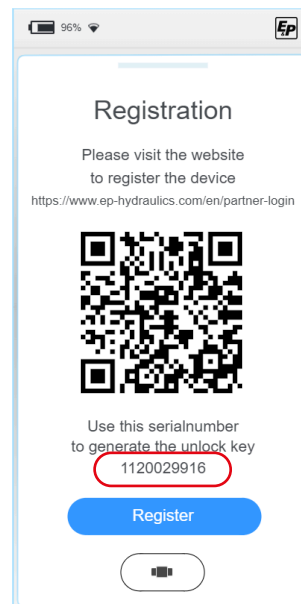 96%
EP
Registration
Please visit the website
to register the device
https://www.ep-hydraulics.com/en/partner-login
Use this serialnumber
to generate the unlock key
1120029916
Register